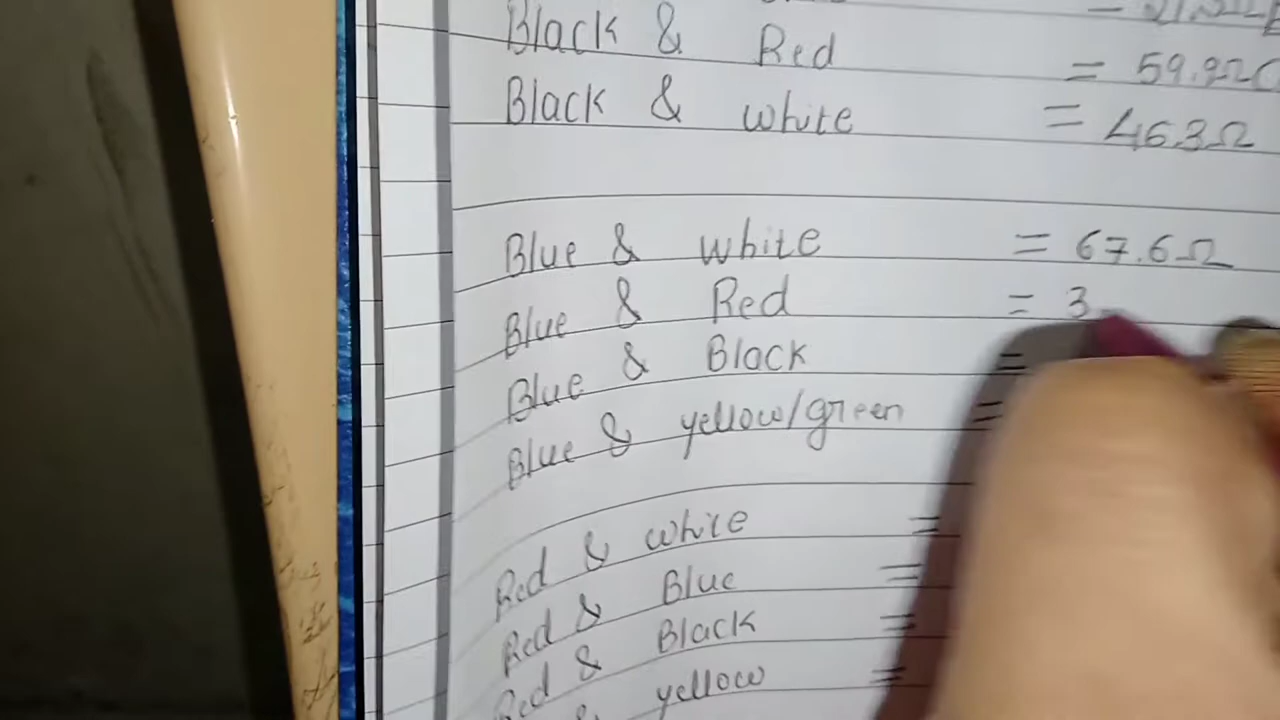 Black & Red = 59.9Ω
Black & white = 46.3Ω
Blue & white = 67.6Ω
Blue & Red = 3
Blue & Black =
Blue & yellow/green =
Red & white =
Red & Blue =
Red & Black =
& yellow =